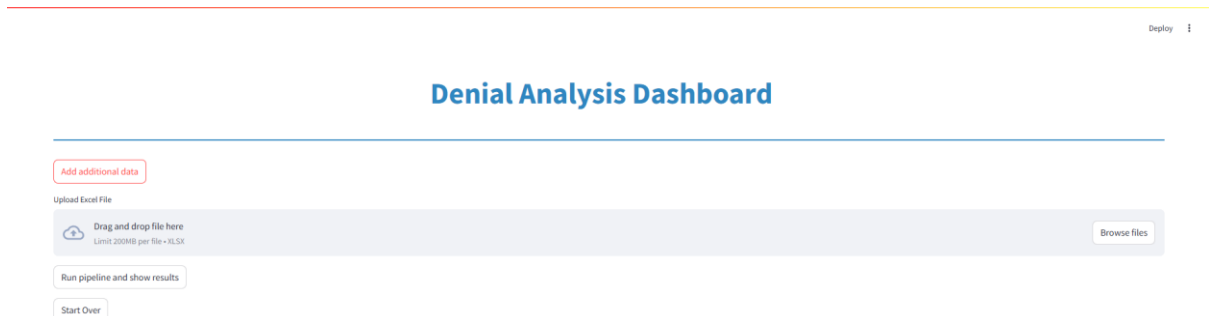 Deploy
Denial Analysis Dashboard
Add additional data
Upload Excel File
Drag and drop file here
Limit 200MB per file • XLSX
Browse files
Run pipeline and show results
Start Over